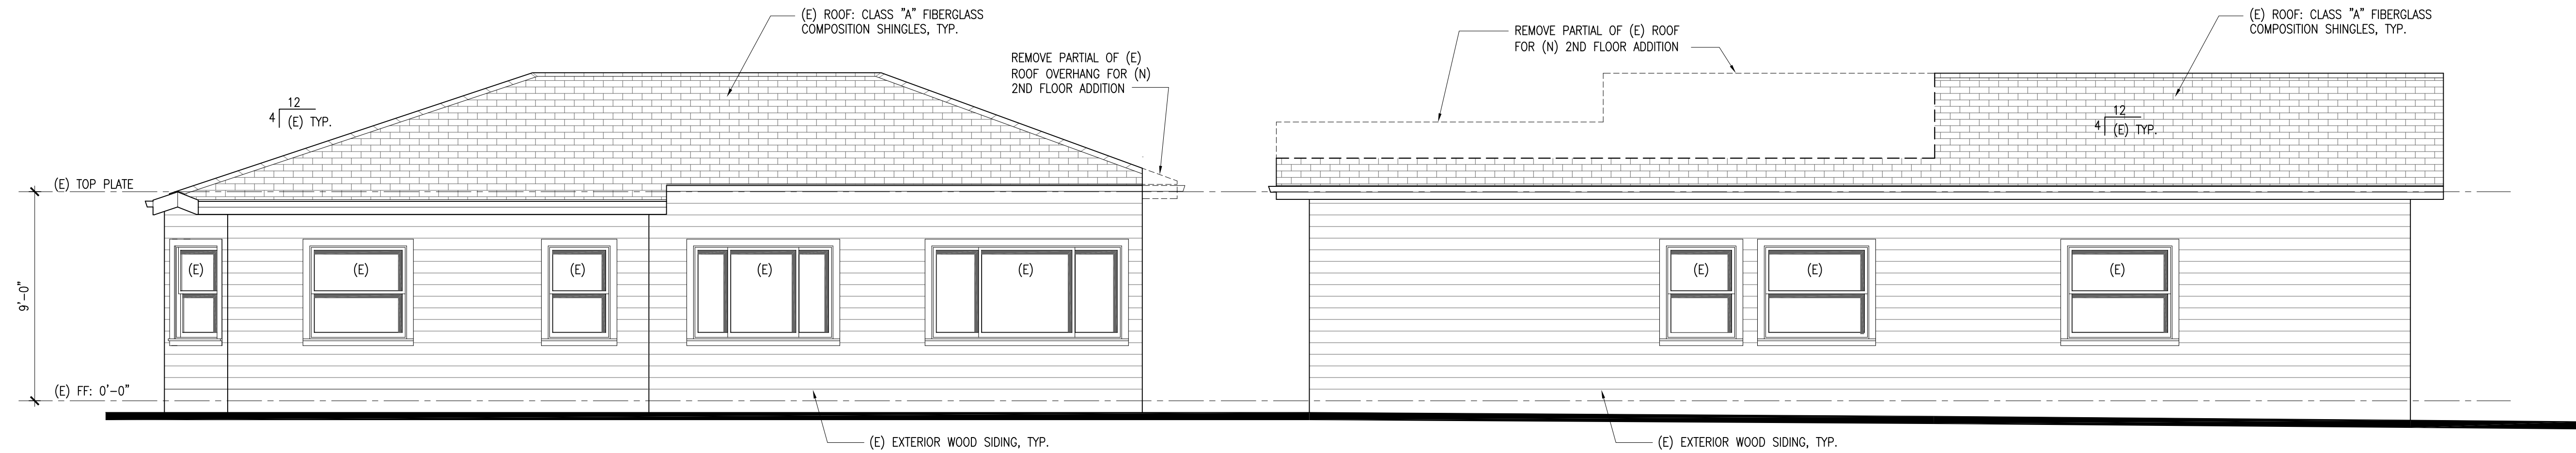 (E) ROOF: CLASS "A" FIBERGLASS
COMPOSITION SHINGLES, TYP.
REMOVE PARTIAL OF (E)
ROOF OVERHANG FOR (N)
2ND FLOOR ADDITION
12
4
(E) TYP.
(E) TOP PLATE
9'-0"
(E) FF: 0'-0"
(E)
(E)
(E)
(E)
(E)
(E) EXTERIOR WOOD SIDING, TYP.
REMOVE PARTIAL OF (E) ROOF
FOR (N) 2ND FLOOR ADDITION
(E) ROOF: CLASS "A" FIBERGLASS
COMPOSITION SHINGLES, TYP.
12
4
(E) TYP.
(E)
(E)
(E)
(E) EXTERIOR WOOD SIDING, TYP.